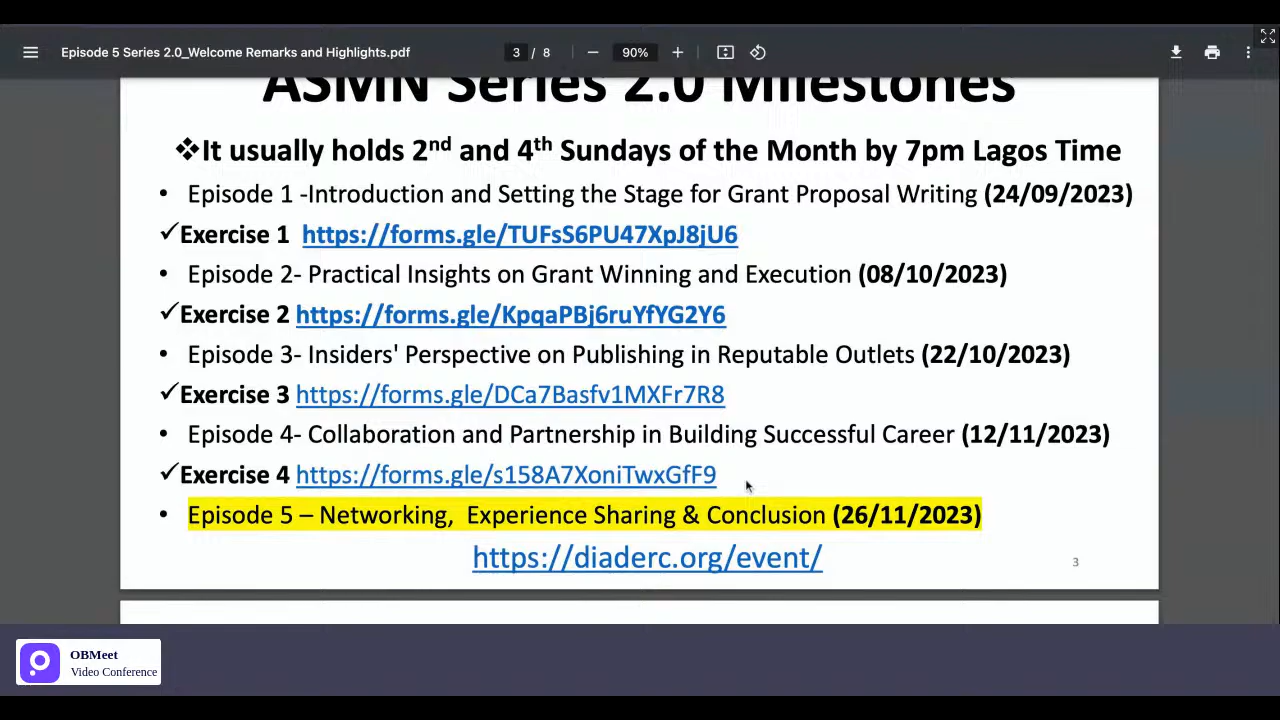 Episode 5 Series 2.0_Welcome Remarks and Highlights.pdf
3 / 8
90%
ASMN Series 2.0 Milestones
❖It usually holds 2nd and 4th Sundays of the Month by 7pm Lagos Time
• Episode 1 -Introduction and Setting the Stage for Grant Proposal Writing (24/09/2023)
✓Exercise 1 https://forms.gle/TUFsS6PU47XpJ8jU6
• Episode 2- Practical Insights on Grant Winning and Execution (08/10/2023)
✓Exercise 2 https://forms.gle/KpqaPBj6ruYfYG2Y6
• Episode 3- Insiders' Perspective on Publishing in Reputable Outlets (22/10/2023)
✓Exercise 3 https://forms.gle/DCa7Basfv1MXFr7R8
• Episode 4- Collaboration and Partnership in Building Successful Career (12/11/2023)
✓Exercise 4 https://forms.gle/s158A7XoniTwxGfF9
• Episode 5 – Networking, Experience Sharing & Conclusion (26/11/2023)
https://diaderc.org/event/
3
OBMeet
Video Conference